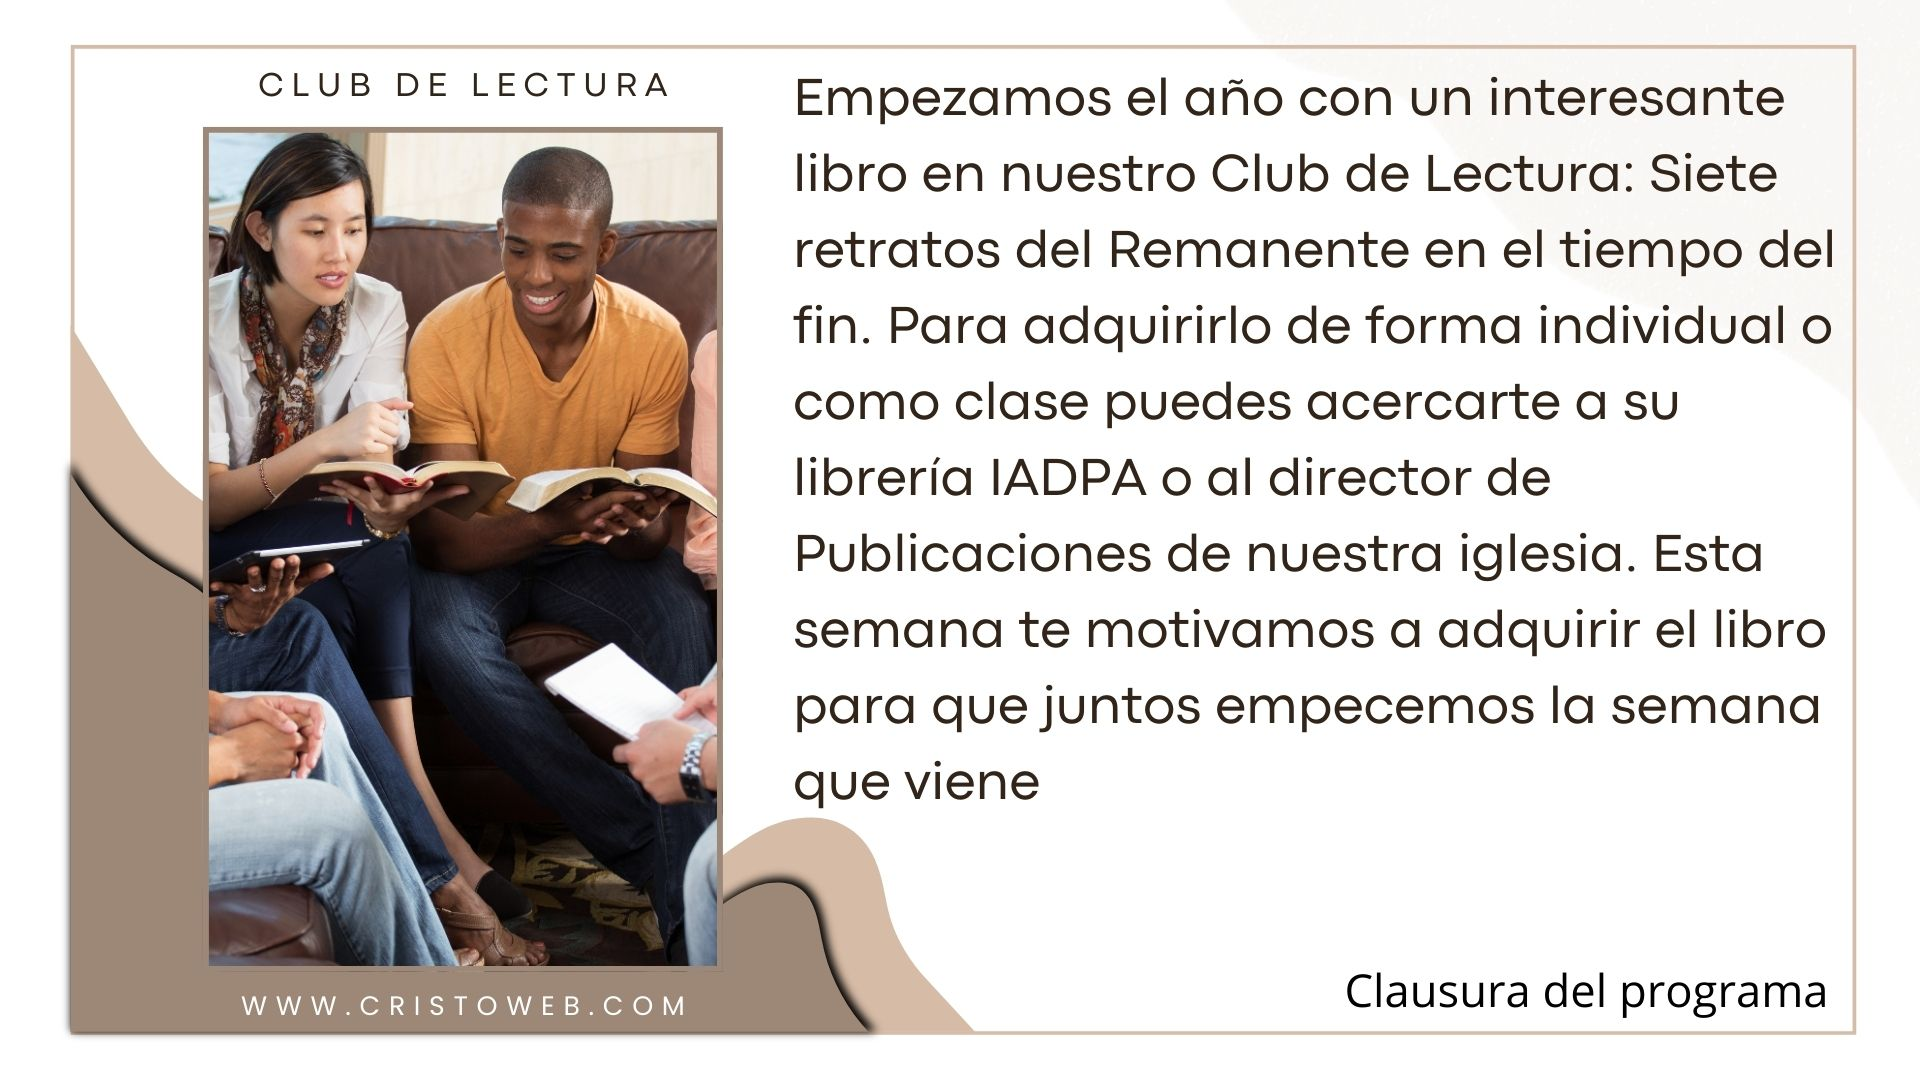 CLUB DE LECTURA
Empezamos el año con un interesante
libro en nuestro Club de Lectura: Siete
retratos del Remanente en el tiempo del
fin. Para adquirirlo de forma individual o
como clase puedes acercarte a su
librería IADPA o al director de
Publicaciones de nuestra iglesia. Esta
semana te motivamos a adquirir el libro
para que juntos empecemos la semana
que viene
Clausura del programa
WWW.CRISTOWEB.COM